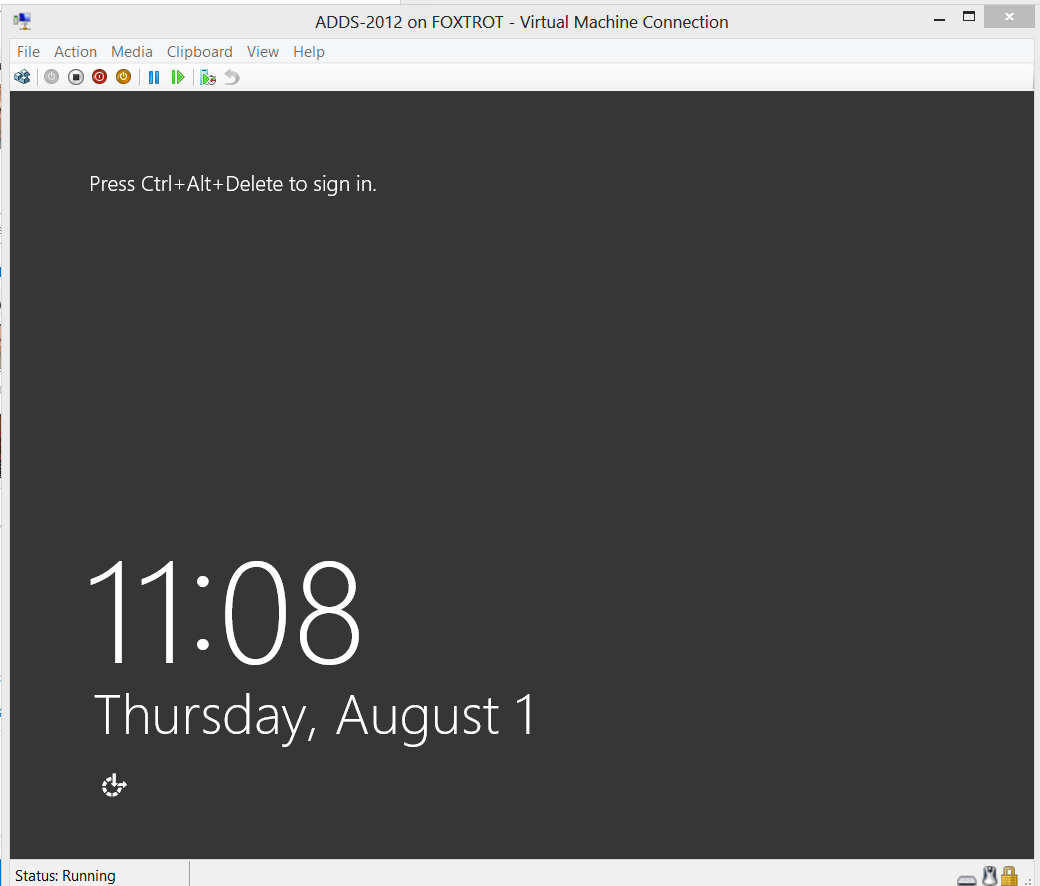 ADDS-2012 on FOXTROT - Virtual Machine Connection
File Action Media Clipboard View Help
Press Ctrl+Alt+Delete to sign in.
11:08
Thursday, August 1
Status: Running